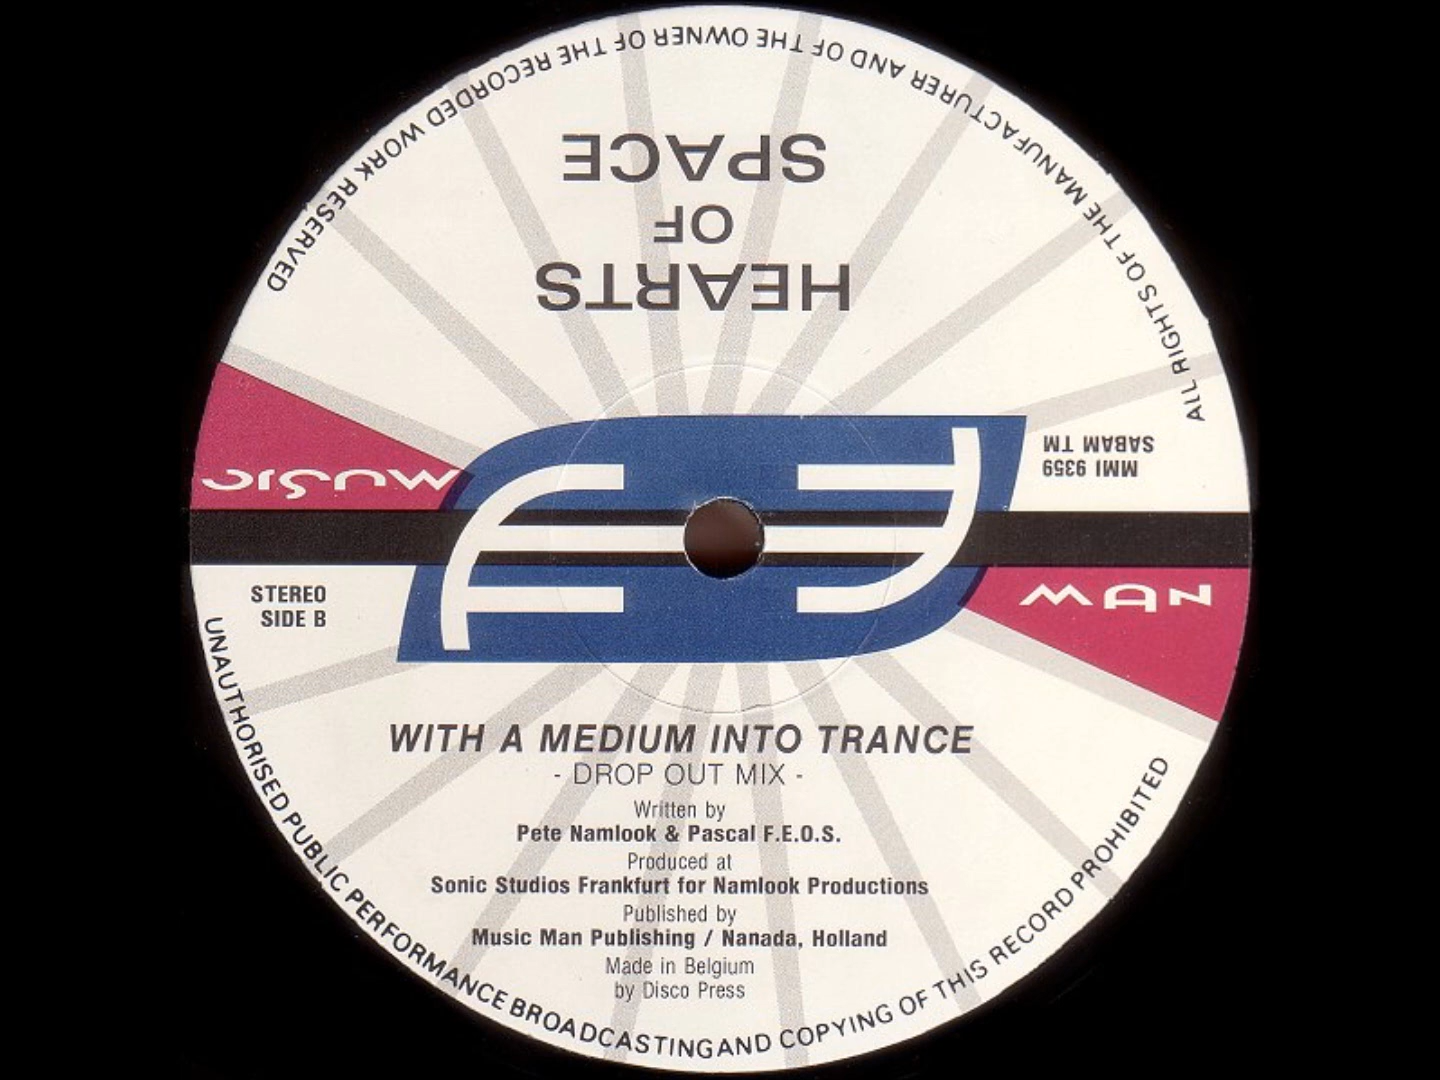 HEARTS
OF
SPACE
ALL RIGHTS OF THE MANUFACTURER AND OF THE OWNER OF THE RECORDED WORK RESERVED
MUSIC
MAN
MMI 9359
SABAM TM
STEREO
SIDE B
WITH A MEDIUM INTO TRANCE
- DROP OUT MIX -
Written by
Pete Namlook & Pascal F.E.O.S.
Produced at
Sonic Studios Frankfurt for Namlook Productions
Published by
Music Man Publishing / Nanada, Holland
Made in Belgium
by Disco Press
UNAUTHORISED PUBLIC PERFORMANCE BROADCASTING AND COPYING OF THIS RECORD PROHIBITED